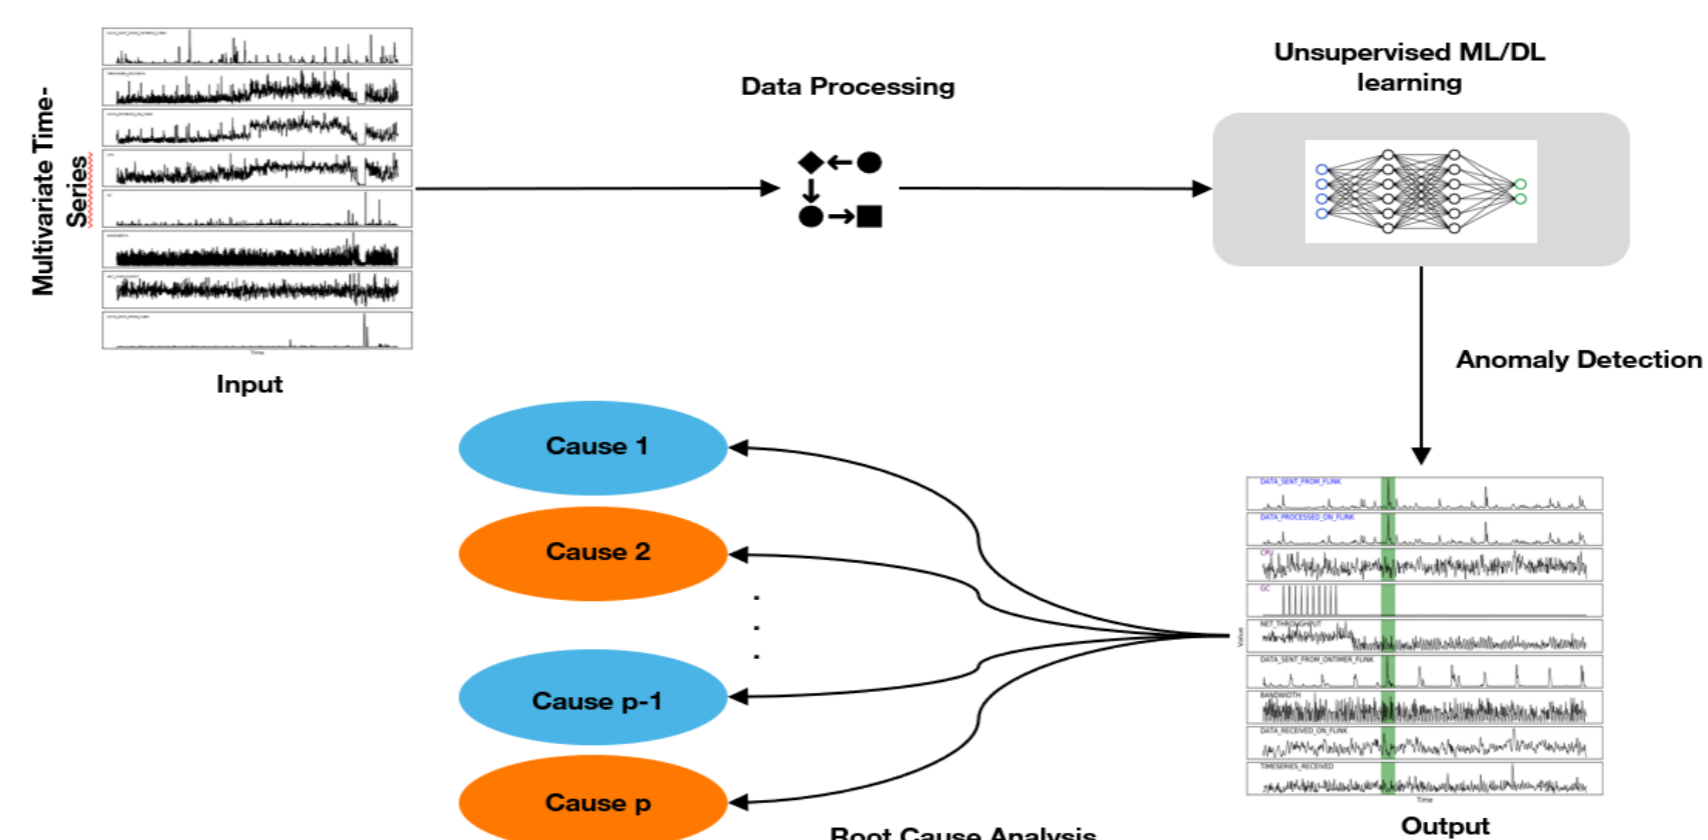 Multivariate Time-
Series
Time
Input
Data Processing
Unsupervised ML/DL
learning
Anomaly Detection
Cause 1
Cause 2
.
.
.
Cause p-1
Cause p
Root Cause Analysis
DATA_SENT_FROM_FLINK
DATA_PROCESSED_ON_FLINK
CPU
GC
NET_THROUGHPUT
DATA_SENT_FROM_ONTIMER_FLINK
BANDWIDTH
DATA_RECEIVED_ON_FLINK
TIMESERIES_RECEIVED
Value
Time
Output